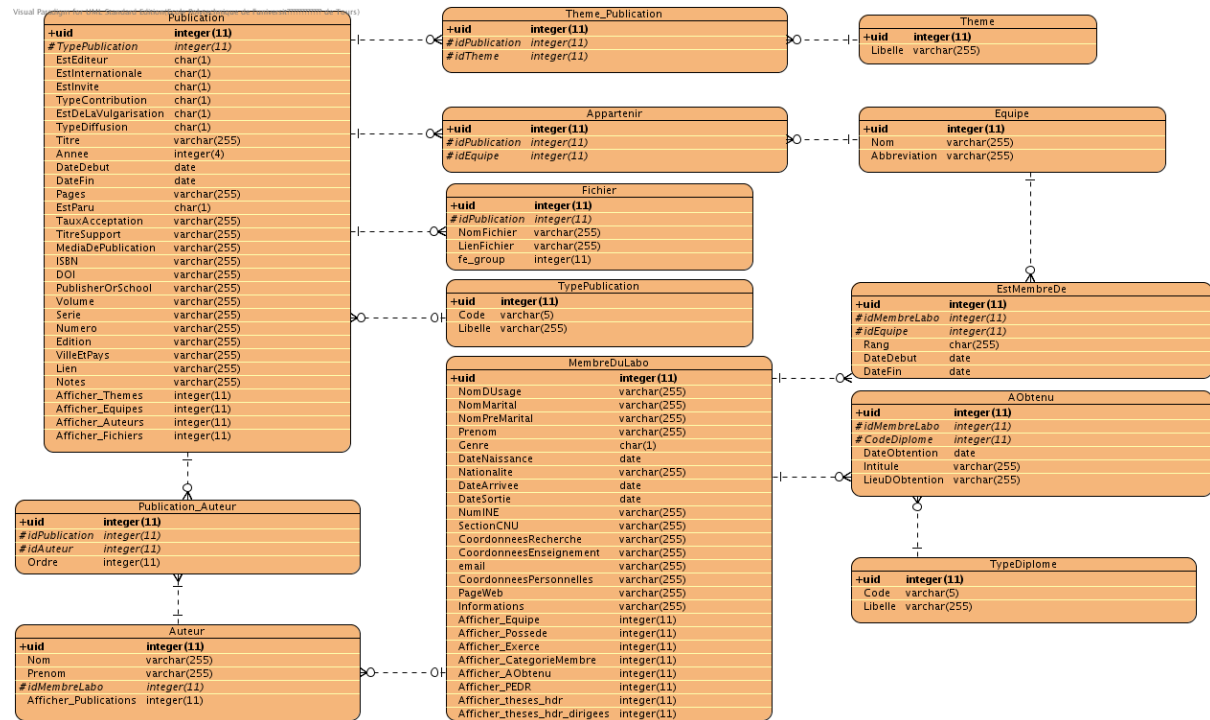 Visual Paradigm for UML Standard Edition
de Tours)
Publication
+uid integer(11)
#TypePublication integer(11)
EstEditeur char(1)
EstInternationale char(1)
EstInvite char(1)
TypeContribution char(1)
EstDeLaVulgarisation char(1)
TypeDiffusion char(1)
Titre varchar(255)
Annee integer(4)
DateDebut date
DateFin date
Pages varchar(255)
EstParu char(1)
TauxAcceptation varchar(255)
TitreSupport varchar(255)
MediaDePublication varchar(255)
ISBN varchar(255)
DOI varchar(255)
PublisherOrSchool varchar(255)
Volume varchar(255)
Serie varchar(255)
Numero varchar(255)
Edition varchar(255)
VilleEtPays varchar(255)
Lien varchar(255)
Notes varchar(255)
Afficher_Themes integer(11)
Afficher_Equipes integer(11)
Afficher_Auteurs integer(11)
Afficher_Fichiers integer(11)
Theme_Publication
+uid integer(11)
#idPublication integer(11)
#idTheme integer(11)
Theme
+uid integer(11)
Libelle varchar(255)
Appartenir
+uid integer(11)
#idPublication integer(11)
#idEquipe integer(11)
Equipe
+uid integer(11)
Nom varchar(255)
Abbreviation varchar(255)
Fichier
+uid integer(11)
#idPublication integer(11)
NomFichier varchar(255)
LienFichier varchar(255)
fe_group integer(11)
TypePublication
+uid integer(11)
Code varchar(5)
Libelle varchar(255)
EstMembreDe
+uid integer(11)
#idMembreLabo integer(11)
#idEquipe integer(11)
Rang char(255)
DateDebut date
DateFin date
MembreDuLabo
+uid integer(11)
NomDUsage varchar(255)
NomMarital varchar(255)
NomPreMarital varchar(255)
Prenom varchar(255)
Genre char(1)
DateNaissance date
Nationalite varchar(255)
DateArrivee date
DateSortie date
NumINE varchar(255)
SectionCNU varchar(255)
CoordonneesRecherche varchar(255)
CoordonneesEnseignement varchar(255)
email varchar(255)
CoordonneesPersonnelles varchar(255)
PageWeb varchar(255)
Informations varchar(255)
Afficher_Equipe integer(11)
Afficher_Possede integer(11)
Afficher_Exerce integer(11)
Afficher_CategorieMembre integer(11)
Afficher_AObtenu integer(11)
Afficher_PEDR integer(11)
Afficher_theses_hdr integer(11)
Afficher_theses_hdr_dirigees integer(11)
AObtenu
+uid integer(11)
#idMembreLabo integer(11)
#CodeDiplome integer(11)
DateObtention date
Intitule varchar(255)
LieuDObtention varchar(255)
Publication_Auteur
+uid integer(11)
#idPublication integer(11)
#idAuteur integer(11)
Ordre integer(11)
TypeDiplome
+uid integer(11)
Code varchar(5)
Libelle varchar(255)
Auteur
+uid integer(11)
Nom varchar(255)
Prenom varchar(255)
#idMembreLabo integer(11)
Afficher_Publications integer(11)